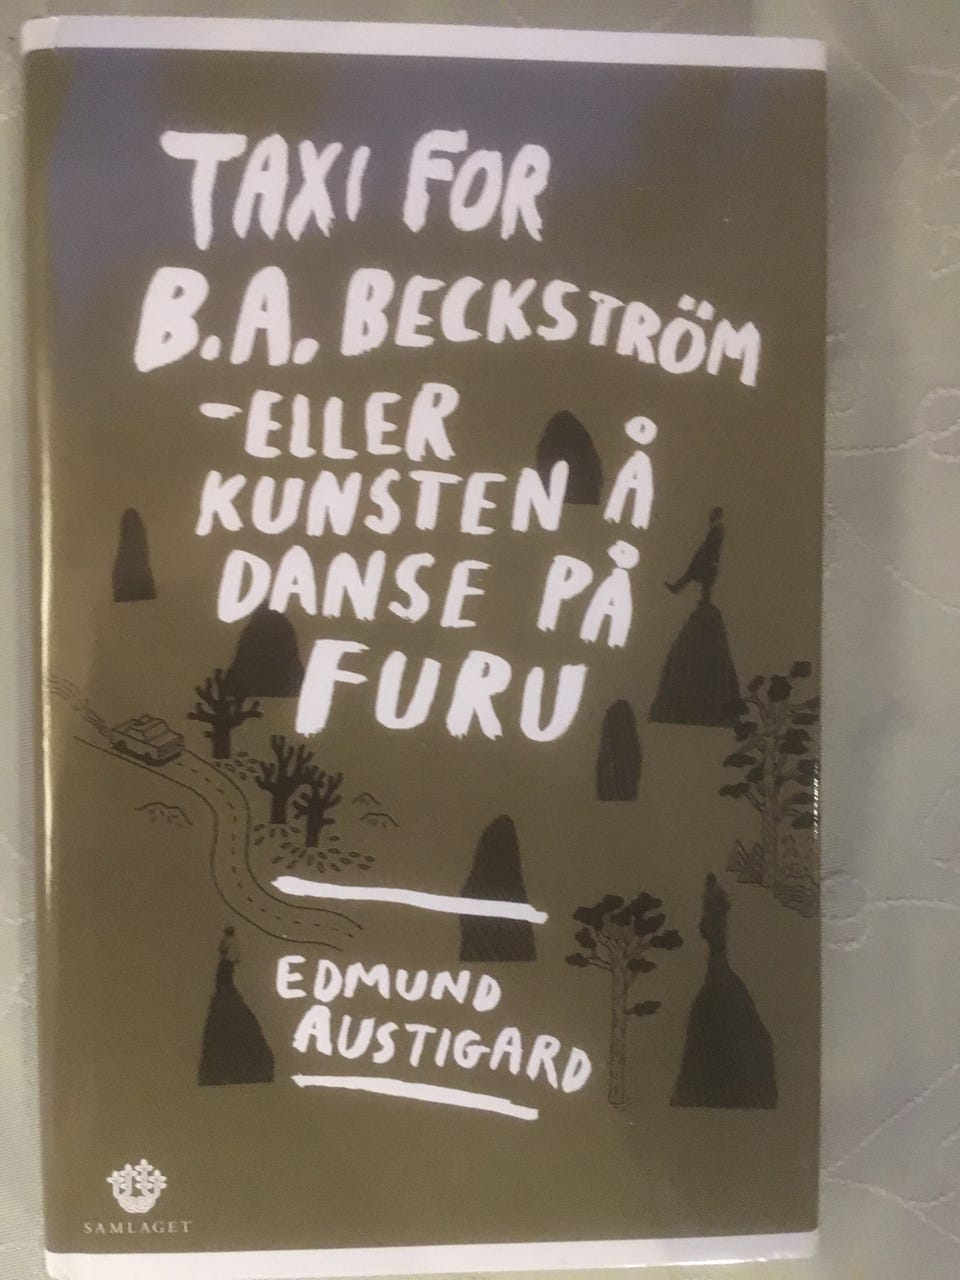 TAXI FOR
B.A. BECKSTRÖM
-ELLER
KUNSTEN Å
DANSE PÅ
FURU
EDMUND
AUSTIGARD
SAMLAGET